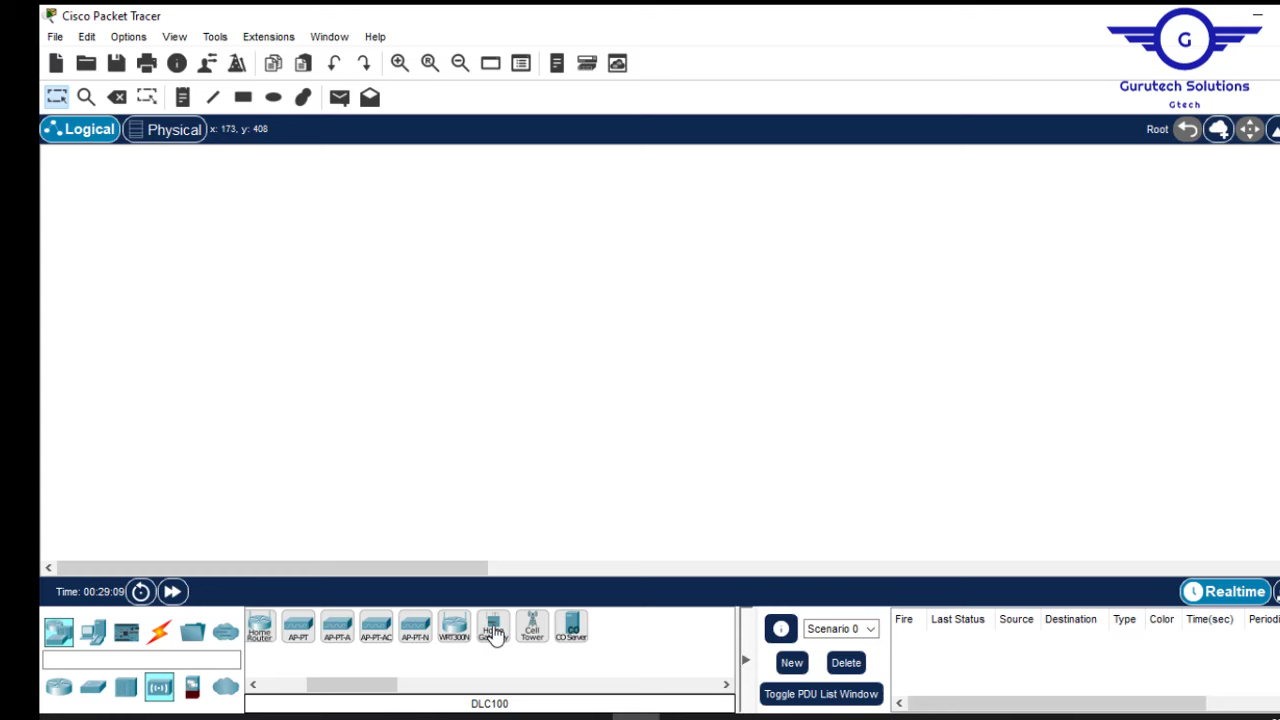 Cisco Packet Tracer
File Edit Options View Tools Extensions Window Help
G
Gurutech Solutions
Gtech
Logical Physical x: 173, y: 408 Root
Time: 00:29:09 Realtime
Home Router AP-PT AP-PT-A AP-PT-AC AP-PT-N WRT300N Cell Tower CO Server
DLC100
Scenario 0
New Delete
Toggle PDU List Window
Fire Last Status Source Destination Type Color Time(sec) Periodi